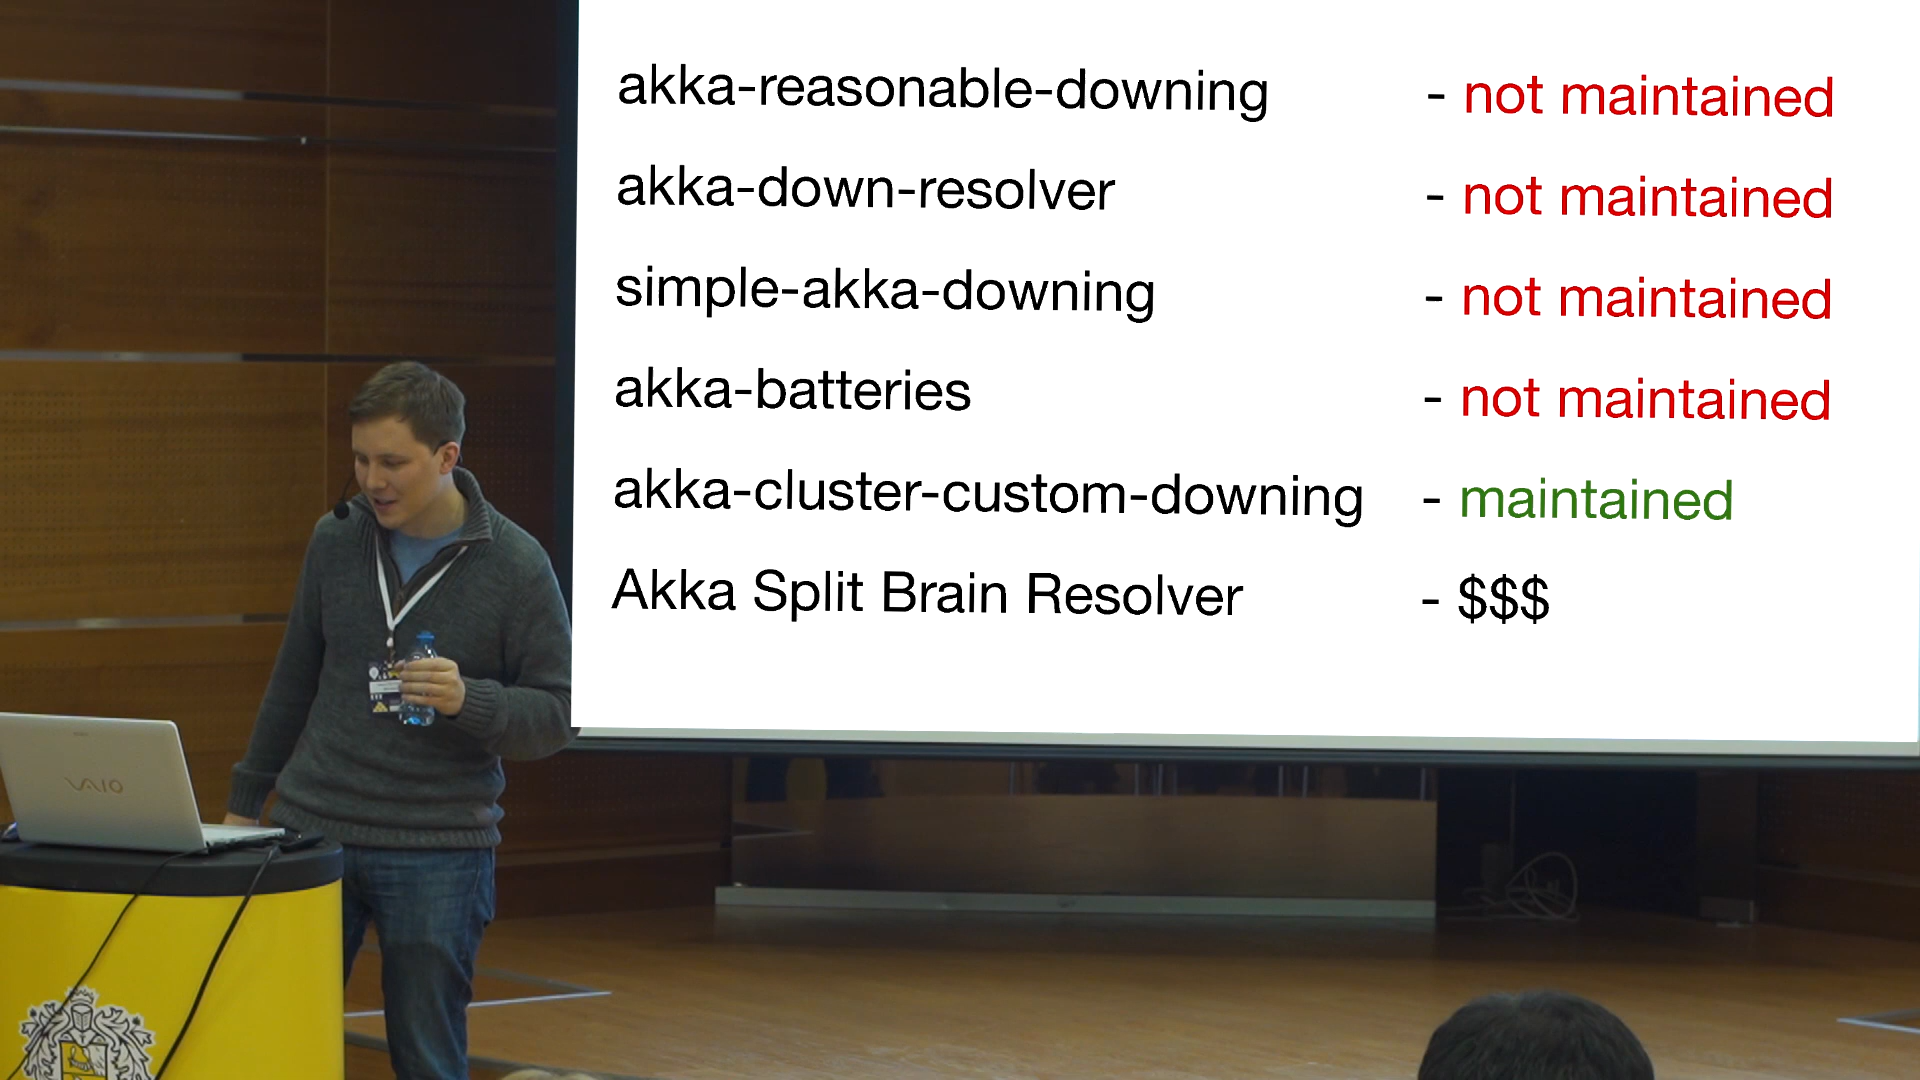 akka-reasonable-downing - not maintained
akka-down-resolver - not maintained
simple-akka-downing - not maintained
akka-batteries - not maintained
akka-cluster-custom-downing - maintained
Akka Split Brain Resolver - $$$
VAIO